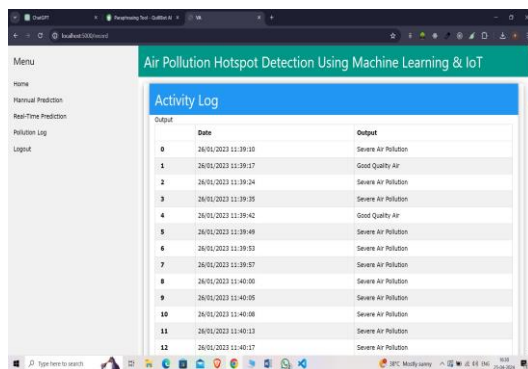 ChatGPT
Paraphrasing Tool - QuillBot AI
VA
localhost:5000/record
Menu
Home
Mannual Prediction
Real-Time Prediction
Pollution Log
Logout
Air Pollution Hotspot Detection Using Machine Learning & IoT
Activity Log
Output
Date Output
0 26/01/2023 11:39:10 Severe Air Pollution
1 26/01/2023 11:39:17 Good Quality Air
2 26/01/2023 11:39:24 Severe Air Pollution
3 26/01/2023 11:39:35 Severe Air Pollution
4 26/01/2023 11:39:42 Good Quality Air
5 26/01/2023 11:39:49 Severe Air Pollution
6 26/01/2023 11:39:53 Severe Air Pollution
7 26/01/2023 11:39:57 Severe Air Pollution
8 26/01/2023 11:40:00 Severe Air Pollution
9 26/01/2023 11:40:05 Severe Air Pollution
10 26/01/2023 11:40:08 Severe Air Pollution
11 26/01/2023 11:40:13 Severe Air Pollution
12 26/01/2023 11:40:17 Severe Air Pollution
Type here to search
Mostly sunny
ENG